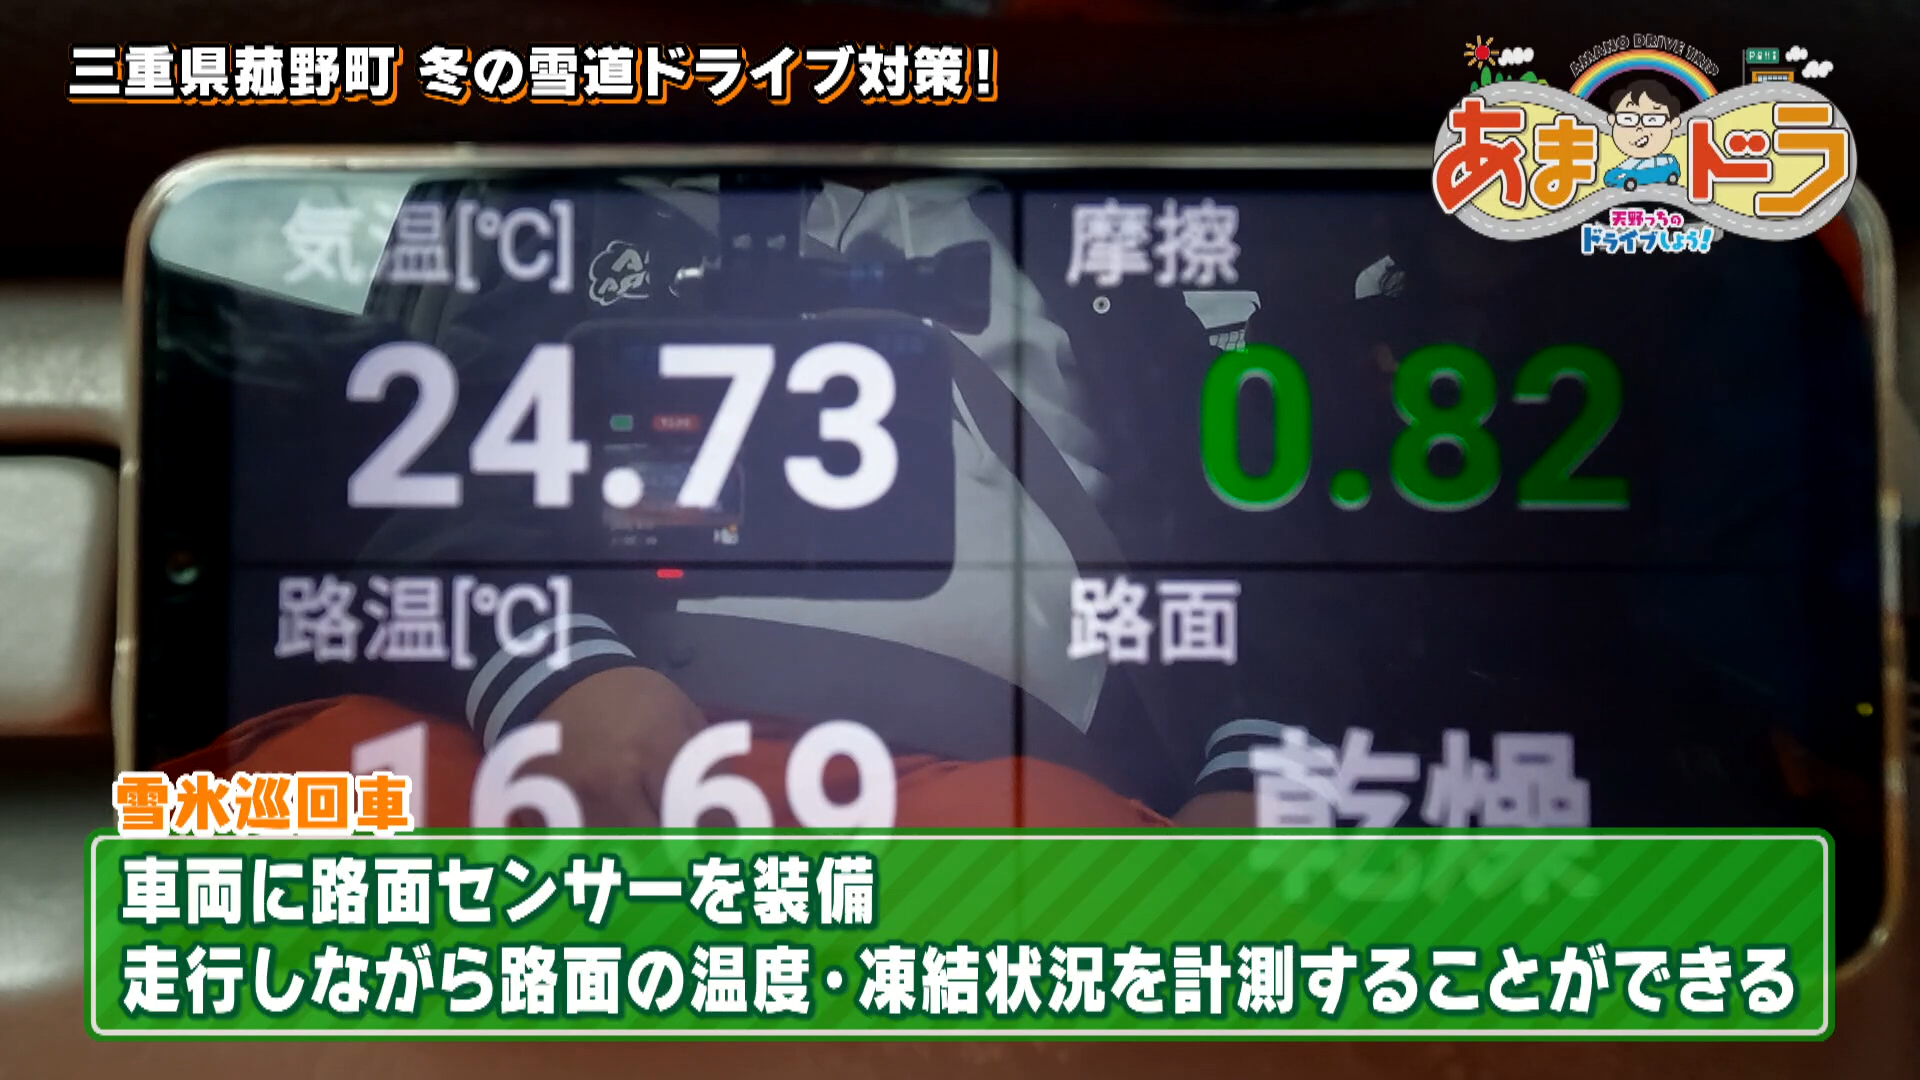 三重県菰野町 冬の雪道ドライブ対策!
AMANO DRIVE TRIP
あまドラ
天野っちの
ドライブしよう!
気温[℃]
摩擦
24.73
0.82
路温[℃]
路面
16.69
乾燥
雪氷巡回車
車両に路面センサーを装備
走行しながら路面の温度・凍結状況を計測することができる